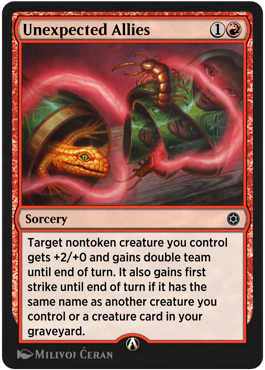 Unexpected Allies 1
Sorcery
Target nontoken creature you control
gets +2/+0 and gains double team
until end of turn. It also gains first
strike until end of turn if it has the
same name as another creature you
control or a creature card in your
graveyard.
MILIVOJ ĆERAN